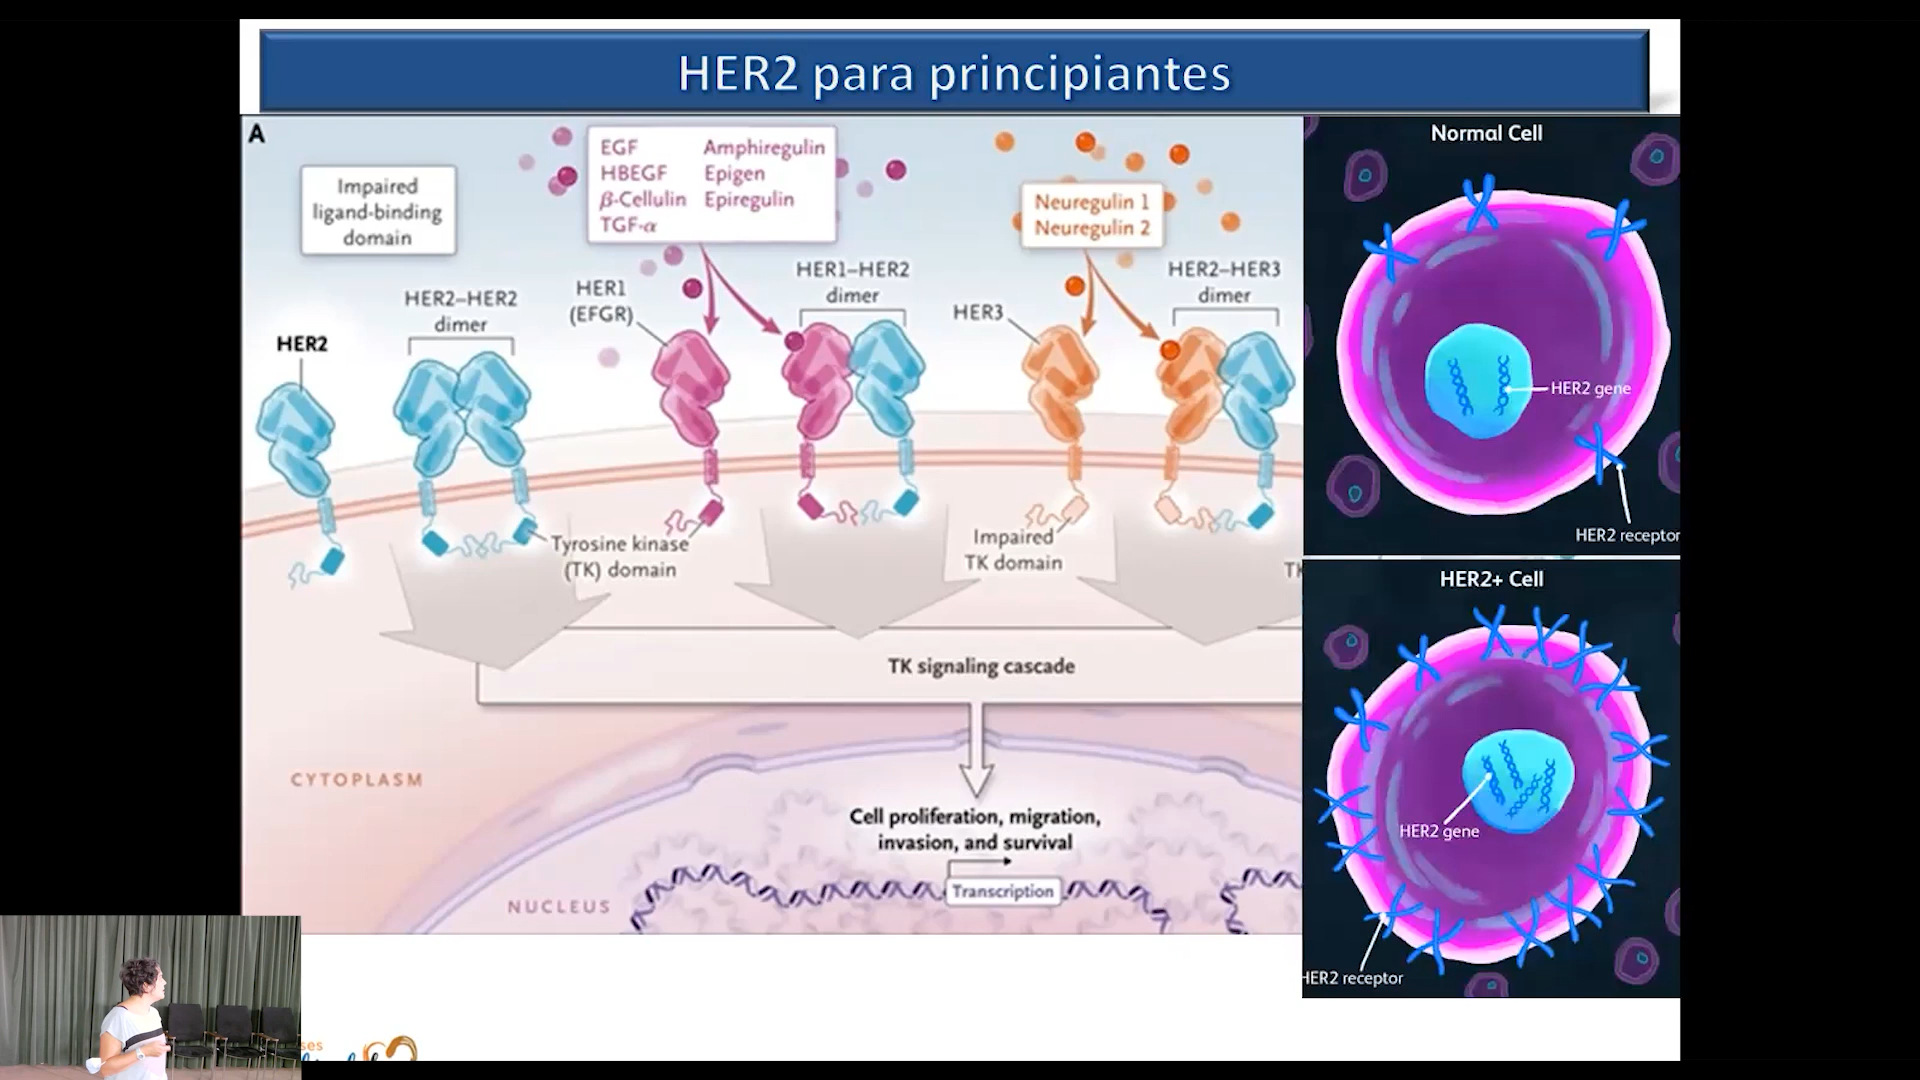 HER2 para principiantes
A
Impaired
ligand-binding
domain
EGF Amphiregulin
HBEGF Epigen
β-Cellulin Epiregulin
TGF-α
Neuregulin 1
Neuregulin 2
HER2
HER2–HER2
dimer
HER1
(EFGR)
HER1–HER2
dimer
HER3
HER2–HER3
dimer
Tyrosine kinase
(TK) domain
Impaired
TK domain
TK
TK signaling cascade
CYTOPLASM
Cell proliferation, migration,
invasion, and survival
Transcription
NUCLEUS
Normal Cell
HER2 gene
HER2 receptor
HER2+ Cell
HER2 gene
HER2 receptor
ses